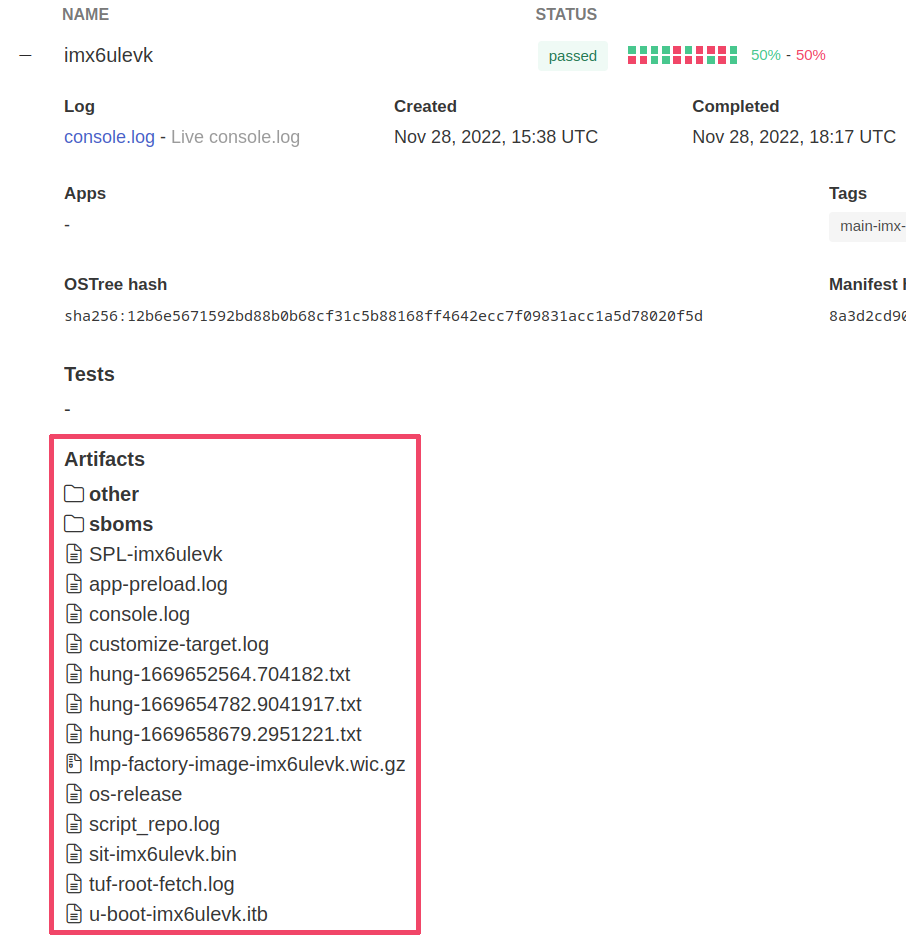 NAME STATUS
– imx6ulevk passed 50% - 50%
Log Created Completed
console.log - Live console.log Nov 28, 2022, 15:38 UTC Nov 28, 2022, 18:17 UTC
Apps Tags
- main-imx-
OSTree hash Manifest
sha256:12b6e5671592bd88b0b68cf31c5b88168ff4642ecc7f09831acc1a5d78020f5d 8a3d2cd90
Tests
-
Artifacts
other
sboms
SPL-imx6ulevk
app-preload.log
console.log
customize-target.log
hung-1669652564.704182.txt
hung-1669654782.9041917.txt
hung-1669658679.2951221.txt
lmp-factory-image-imx6ulevk.wic.gz
os-release
script_repo.log
sit-imx6ulevk.bin
tuf-root-fetch.log
u-boot-imx6ulevk.itb